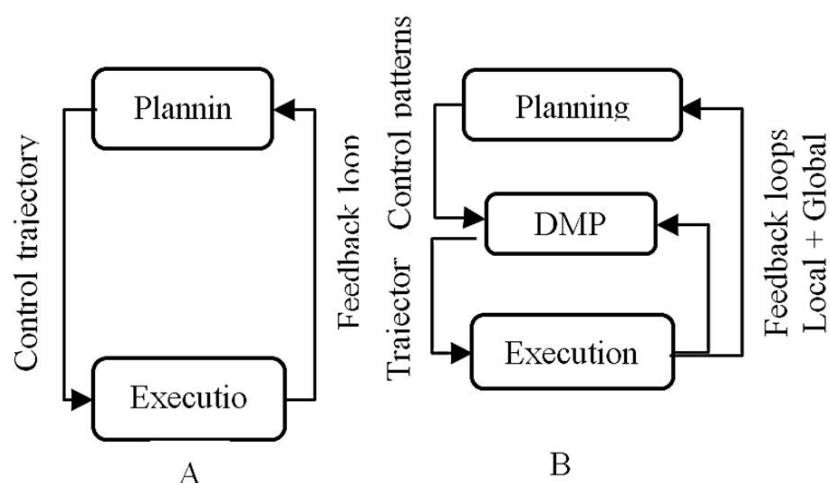 Plannin
Control trajectory
Feedback loop
Executio
A
Planning
Control patterns
DMP
Trajector
Execution
Feedback loops
Local + Global
B